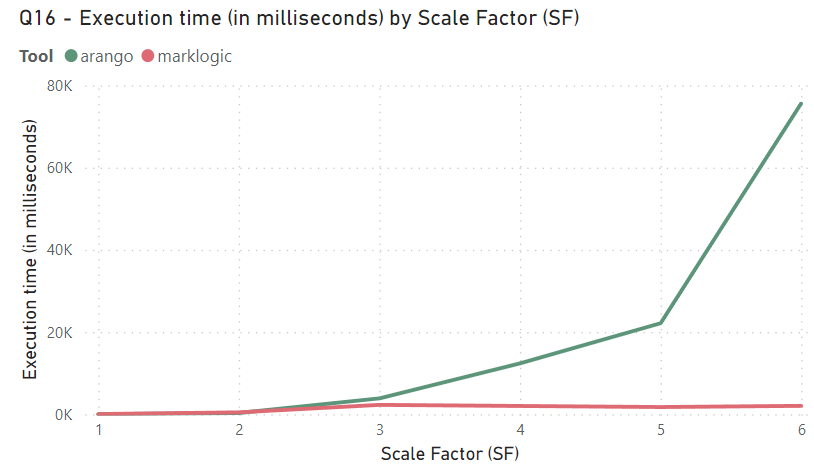 Q16 - Execution time (in milliseconds) by Scale Factor (SF)
Tool arango marklogic
Execution time (in milliseconds)
80K
60K
40K
20K
0K
1 2 3 4 5 6
Scale Factor (SF)